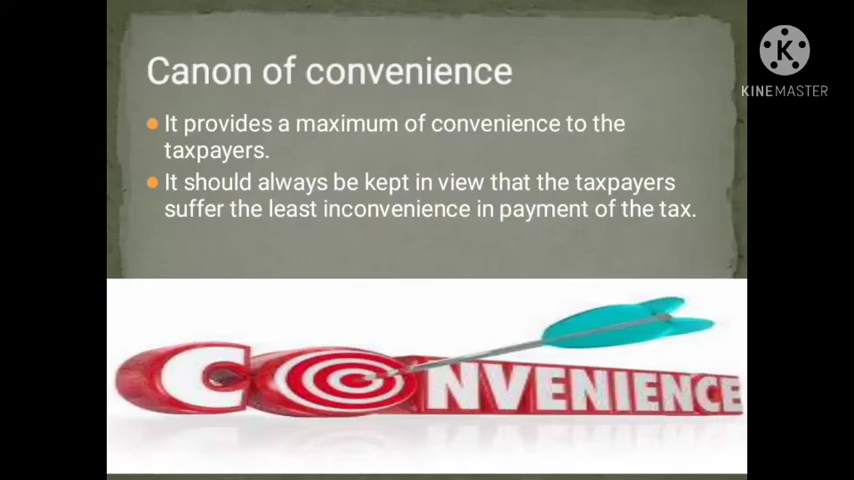 Canon of convenience
K
KINEMASTER
It provides a maximum of convenience to the
taxpayers.
It should always be kept in view that the taxpayers
suffer the least inconvenience in payment of the tax.
CONVENIENCE